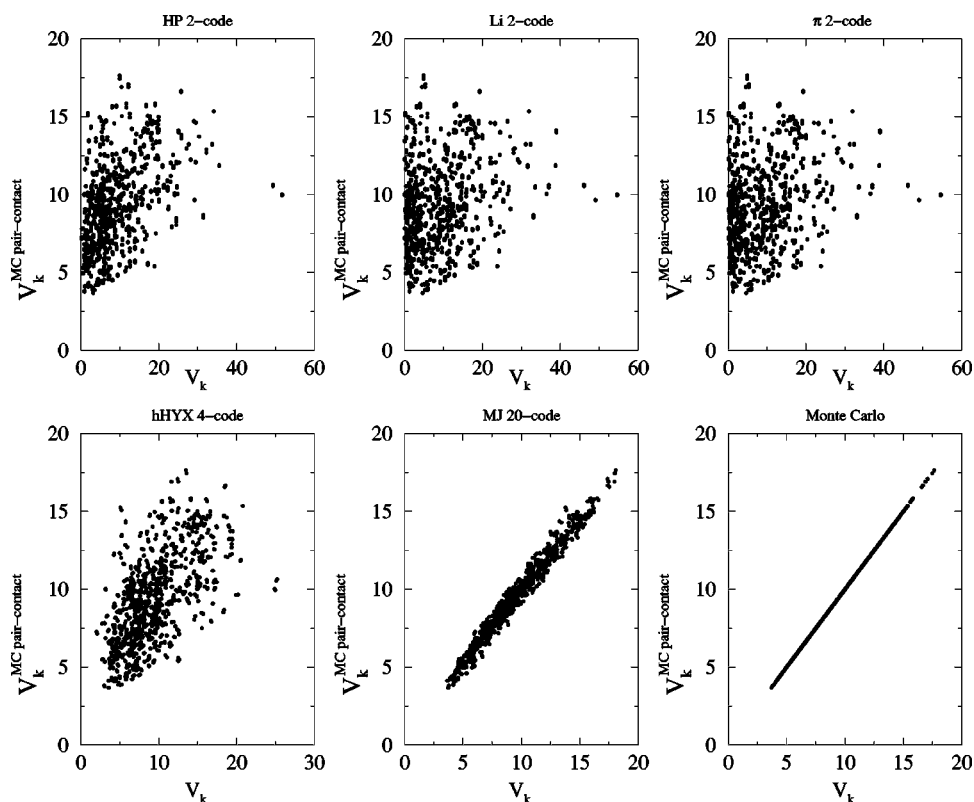 HP 2−code
Li 2−code
π 2−code
20
15
10
5
0
V_k^MC pair−contact
0 20 40 60
V_k
20
15
10
5
0
V_k^MC pair−contact
0 20 40 60
V_k
20
15
10
5
0
V_k^MC pair−contact
0 20 40 60
V_k
hHYX 4−code
MJ 20−code
Monte Carlo
20
15
10
5
0
V_k^MC pair−contact
0 10 20 30
V_k
20
15
10
5
0
V_k^MC pair−contact
0 5 10 15 20
V_k
20
15
10
5
0
V_k^MC pair−contact
0 5 10 15 20
V_k